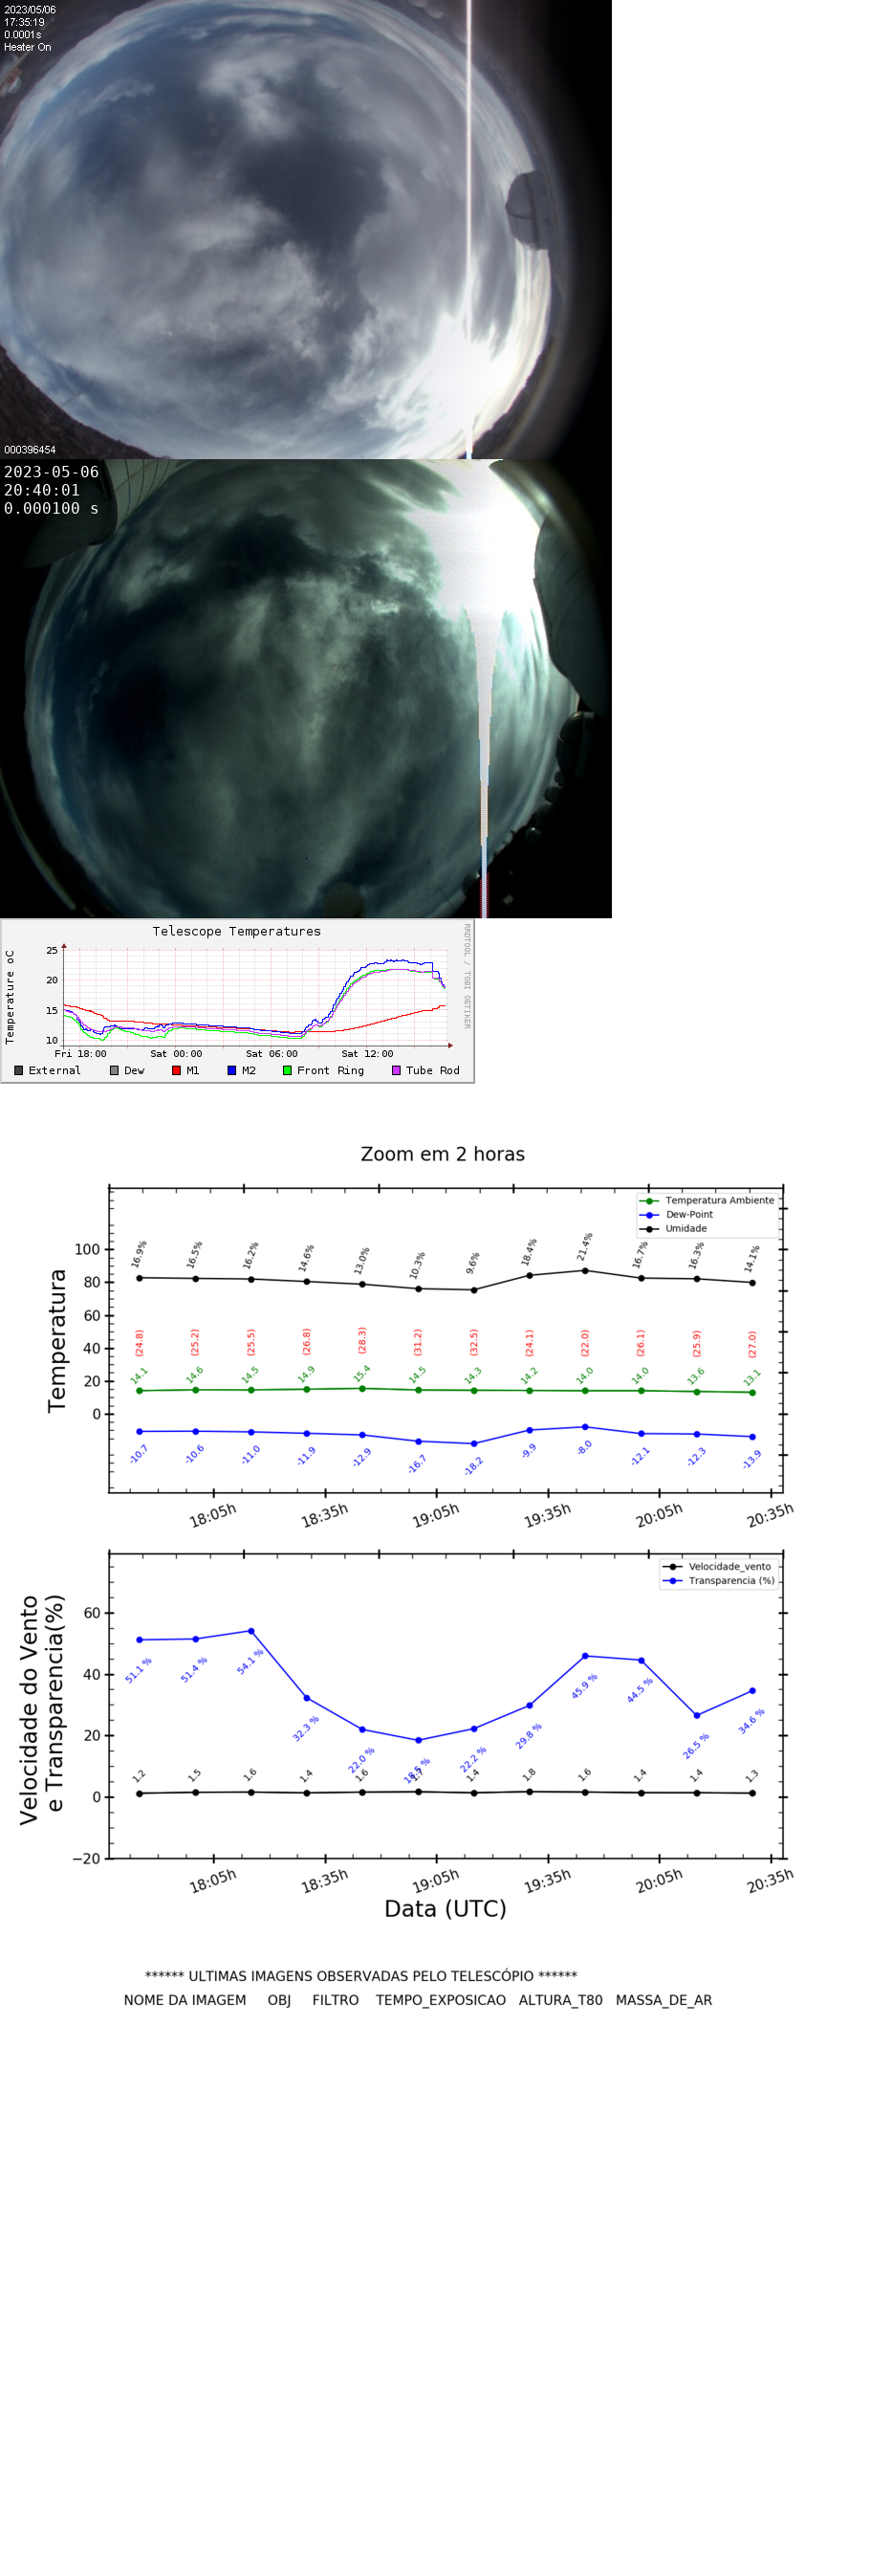 2023/05/06
17:35:19
0.0001s
Heater On
000396454
2023-05-06
20:40:01
0.000100 s
Telescope Temperatures
RRDTOOL / TOBI OETIKER
Temperature oC
25
20
15
10
Fri 18:00 Sat 00:00 Sat 06:00 Sat 12:00
External Dew M1 M2 Front Ring Tube Rod
Zoom em 2 horas
Temperatura Ambiente
Dew-Point
Umidade
Temperatura
100
80
60
40
20
0
16.9% 16.5% 16.2% 14.6% 13.0% 10.3% 9.6% 18.4% 21.4% 16.7% 16.3% 14.1%
(24.8) (25.2) (25.5) (26.8) (28.3) (31.2) (32.5) (24.1) (22.0) (26.1) (25.9) (27.0)
14.1 14.6 14.5 14.9 15.4 14.5 14.3 14.2 14.0 14.0 13.6 13.1
-10.7 -10.6 -11.0 -11.9 -12.9 -16.7 -18.2 -9.9 -8.0 -12.1 -12.3 -13.9
18:05h 18:35h 19:05h 19:35h 20:05h 20:35h
Velocidade_vento
Transparencia (%)
Velocidade do Vento
e Transparencia(%)
60
40
20
0
−20
51.1 % 51.4 % 54.1 % 32.3 % 22.0 % 18.5 % 22.2 % 29.8 % 45.9 % 44.5 % 26.5 % 34.6 %
1.2 1.5 1.6 1.4 1.6 1.4 1.8 1.6 1.4 1.4 1.3
18:05h 18:35h 19:05h 19:35h 20:05h 20:35h
Data (UTC)
****** ULTIMAS IMAGENS OBSERVADAS PELO TELESCÓPIO ******
NOME DA IMAGEM OBJ FILTRO TEMPO_EXPOSICAO ALTURA_T80 MASSA_DE_AR